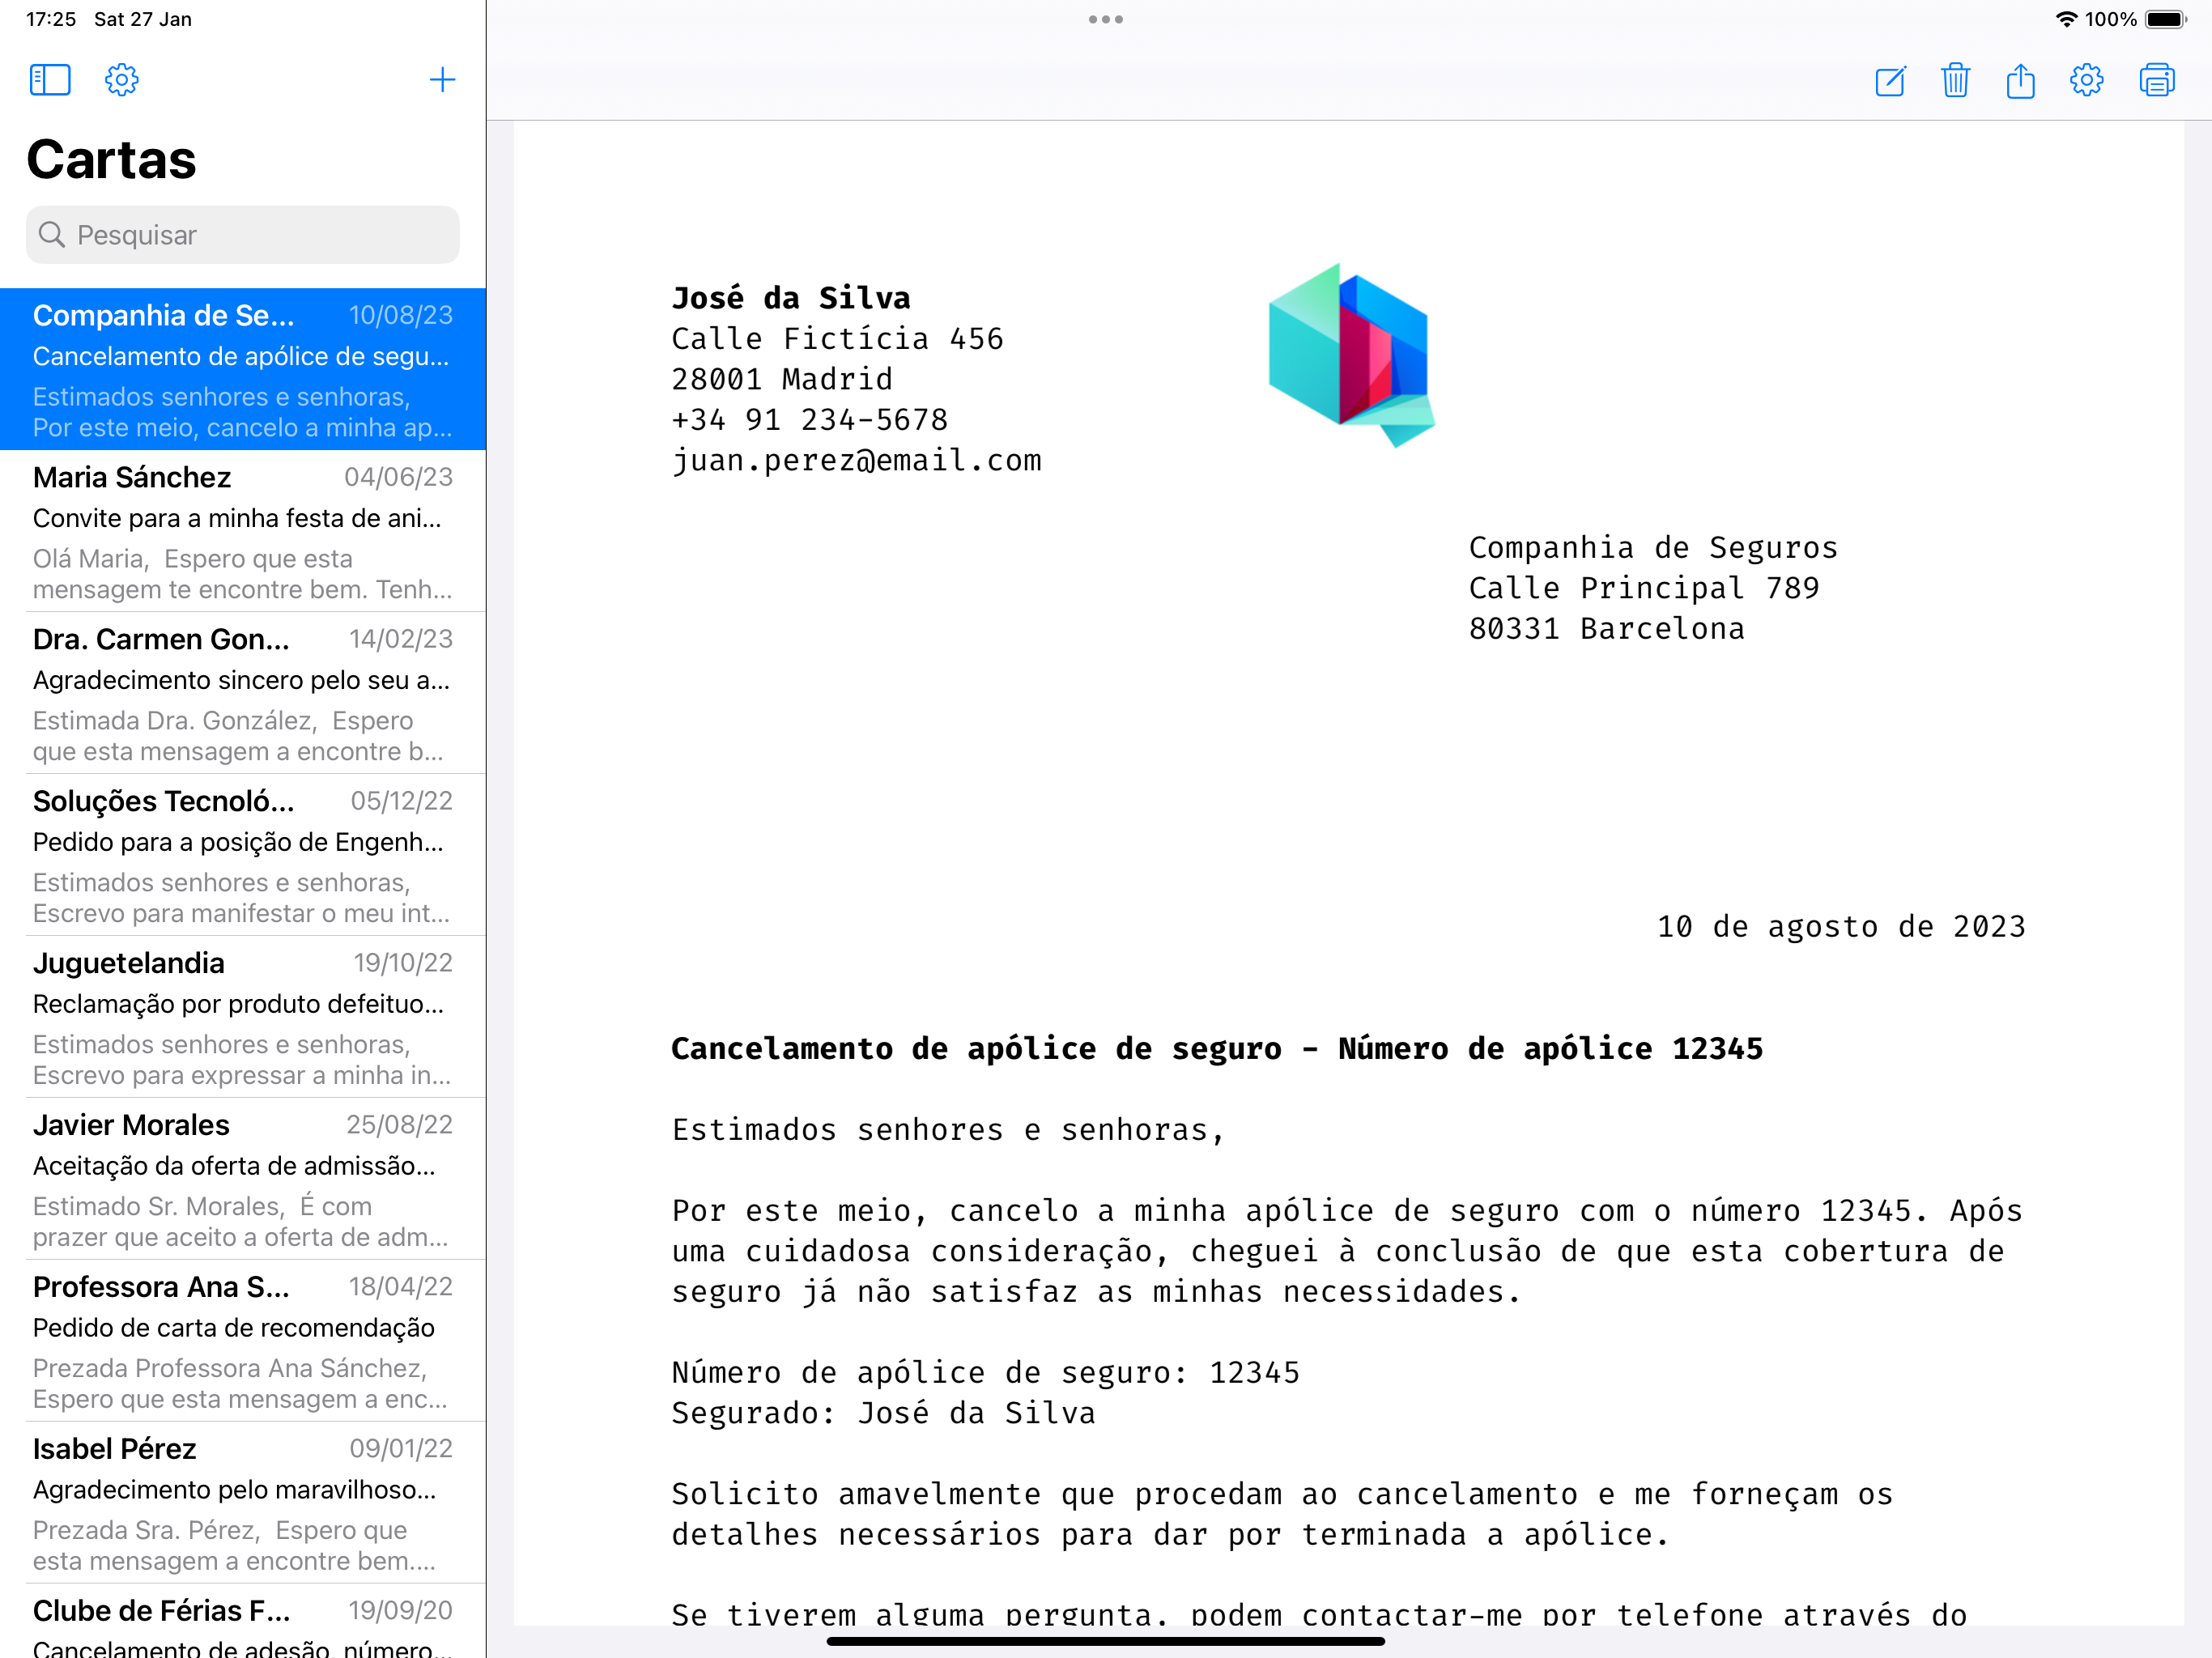 17:25 Sat 27 Jan
100%
Cartas
Pesquisar
Companhia de Se... 10/08/23
Cancelamento de apólice de segu...
Estimados senhores e senhoras,
Por este meio, cancelo a minha ap...
Maria Sánchez 04/06/23
Convite para a minha festa de ani...
Olá Maria,  Espero que esta
mensagem te encontre bem. Tenh...
Dra. Carmen Gon... 14/02/23
Agradecimento sincero pelo seu a...
Estimada Dra. González,  Espero
que esta mensagem a encontre b...
Soluções Tecnoló... 05/12/22
Pedido para a posição de Engenh...
Estimados senhores e senhoras,
Escrevo para manifestar o meu int...
Juguetelandia 19/10/22
Reclamação por produto defeituo...
Estimados senhores e senhoras,
Escrevo para expressar a minha in...
Javier Morales 25/08/22
Aceitação da oferta de admissão...
Estimado Sr. Morales,  É com
prazer que aceito a oferta de adm...
Professora Ana S... 18/04/22
Pedido de carta de recomendação
Prezada Professora Ana Sánchez,
Espero que esta mensagem a enc...
Isabel Pérez 09/01/22
Agradecimento pelo maravilhoso...
Prezada Sra. Pérez,  Espero que
esta mensagem a encontre bem....
Clube de Férias F... 19/09/20
Cancelamento de adesão, número...
José da Silva
Calle Fictícia 456
28001 Madrid
+34 91 234-5678
juan.perez@email.com
Companhia de Seguros
Calle Principal 789
80331 Barcelona
10 de agosto de 2023
Cancelamento de apólice de seguro - Número de apólice 12345
Estimados senhores e senhoras,
Por este meio, cancelo a minha apólice de seguro com o número 12345. Após
uma cuidadosa consideração, cheguei à conclusão de que esta cobertura de
seguro já não satisfaz as minhas necessidades.
Número de apólice de seguro: 12345
Segurado: José da Silva
Solicito amavelmente que procedam ao cancelamento e me forneçam os
detalhes necessários para dar por terminada a apólice.
Se tiverem alguma pergunta, podem contactar-me por telefone através do